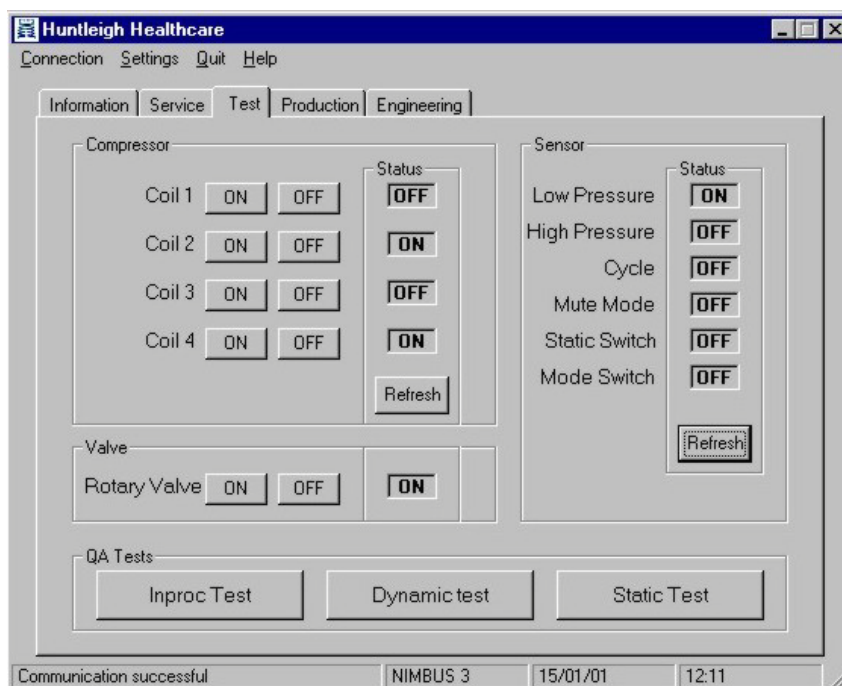 Huntleigh Healthcare
Connection Settings Quit Help
Information Service Test Production Engineering
Compressor
Status
Coil 1 ON OFF OFF
Coil 2 ON OFF ON
Coil 3 ON OFF OFF
Coil 4 ON OFF ON
Refresh
Sensor
Status
Low Pressure ON
High Pressure OFF
Cycle OFF
Mute Mode OFF
Static Switch OFF
Mode Switch OFF
Refresh
Valve
Rotary Valve ON OFF ON
QA Tests
Inproc Test Dynamic test Static Test
Communication successful NIMBUS 3 15/01/01 12:11